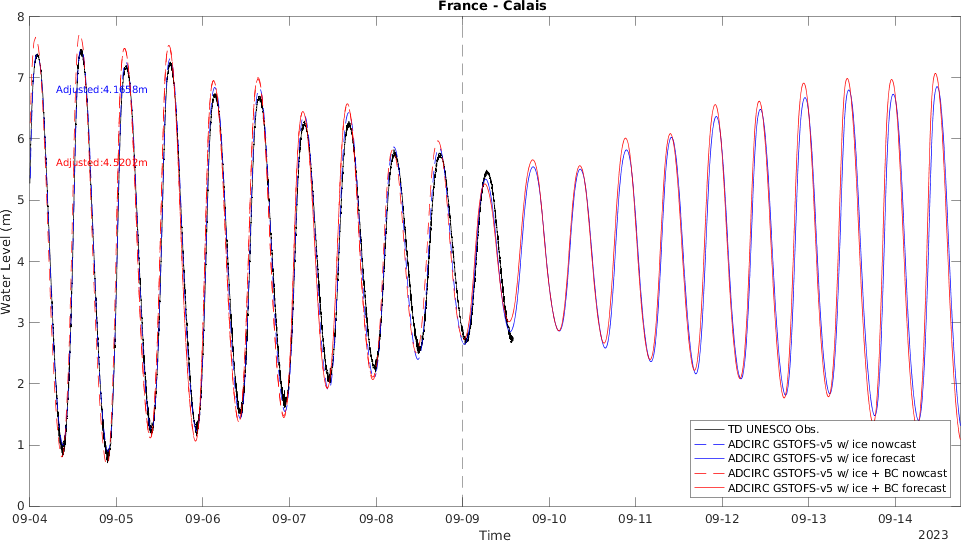 France - Calais
8
7
6
5
4
3
2
1
0
Water Level (m)
Adjusted:4.1658m
Adjusted:4.5202m
TD UNESCO Obs.
ADCIRC GSTOFS-v5 w/ ice nowcast
ADCIRC GSTOFS-v5 w/ ice forecast
ADCIRC GSTOFS-v5 w/ ice + BC nowcast
ADCIRC GSTOFS-v5 w/ ice + BC forecast
09-04 09-05 09-06 09-07 09-08 09-09 09-10 09-11 09-12 09-13 09-14
Time
2023